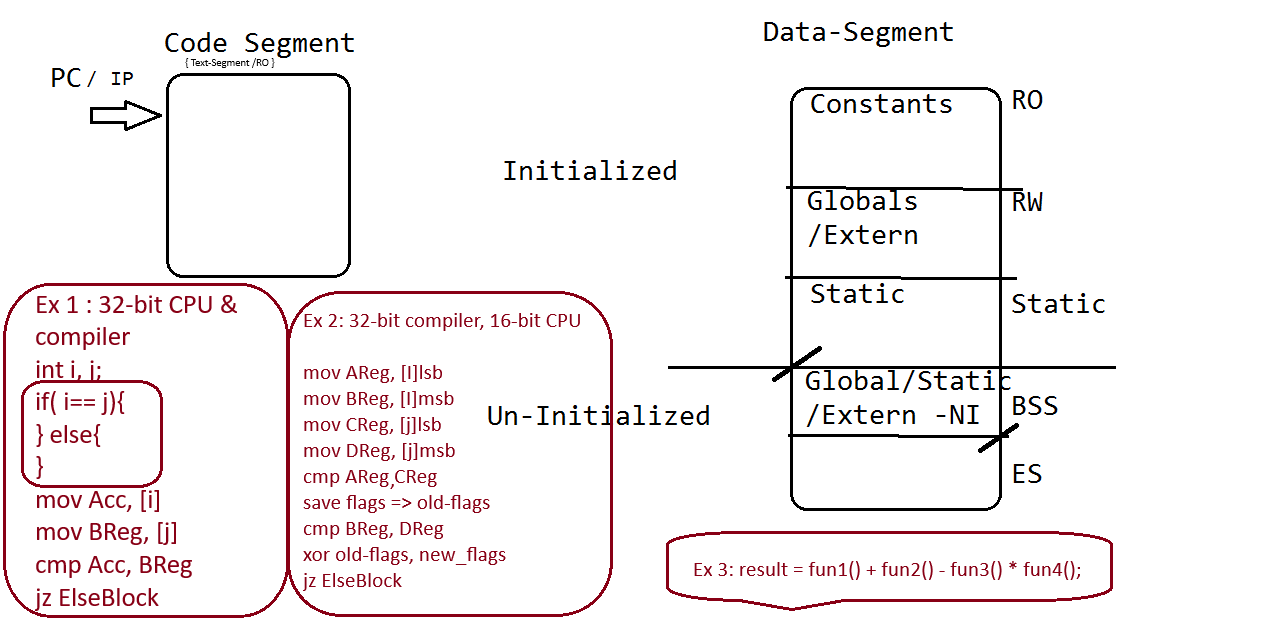 Code Segment
{ Text-Segment /RO }
PC/ IP
Ex 1 : 32-bit CPU &
compiler
int i, j;
if( i== j){
} else{
}
mov Acc, [i]
mov BReg, [j]
cmp Acc, BReg
jz ElseBlock
Ex 2: 32-bit compiler, 16-bit CPU
mov AReg, [I]lsb
mov BReg, [I]msb
mov CReg, [j]lsb
mov DReg, [j]msb
cmp AReg,CReg
save flags => old-flags
cmp BReg, DReg
xor old-flags, new_flags
jz ElseBlock
Initialized
Un-Initialized
Data-Segment
Constants
RO
Globals
/Extern
RW
Static
Static
Global/Static
/Extern -NI
BSS
ES
Ex 3: result = fun1() + fun2() - fun3() * fun4();